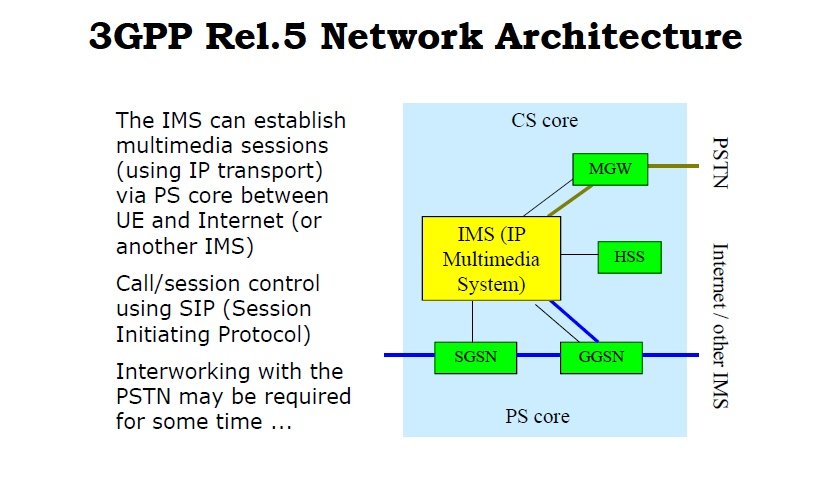 3GPP Rel.5 Network Architecture
The IMS can establish
multimedia sessions
(using IP transport)
via PS core between
UE and Internet (or
another IMS)
Call/session control
using SIP (Session
Initiating Protocol)
Interworking with the
PSTN may be required
for some time ...
CS core
MGW
PSTN
IMS (IP
Multimedia
System)
HSS
SGSN
GGSN
Internet / other IMS
PS core